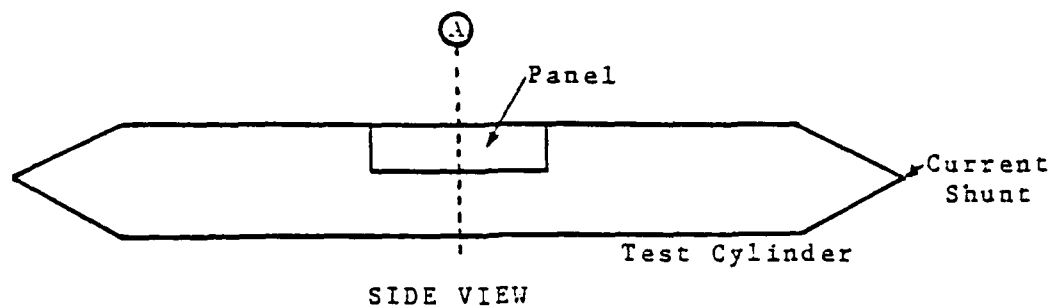 A
Panel
Current
Shunt
Test Cylinder
SIDE VIEW